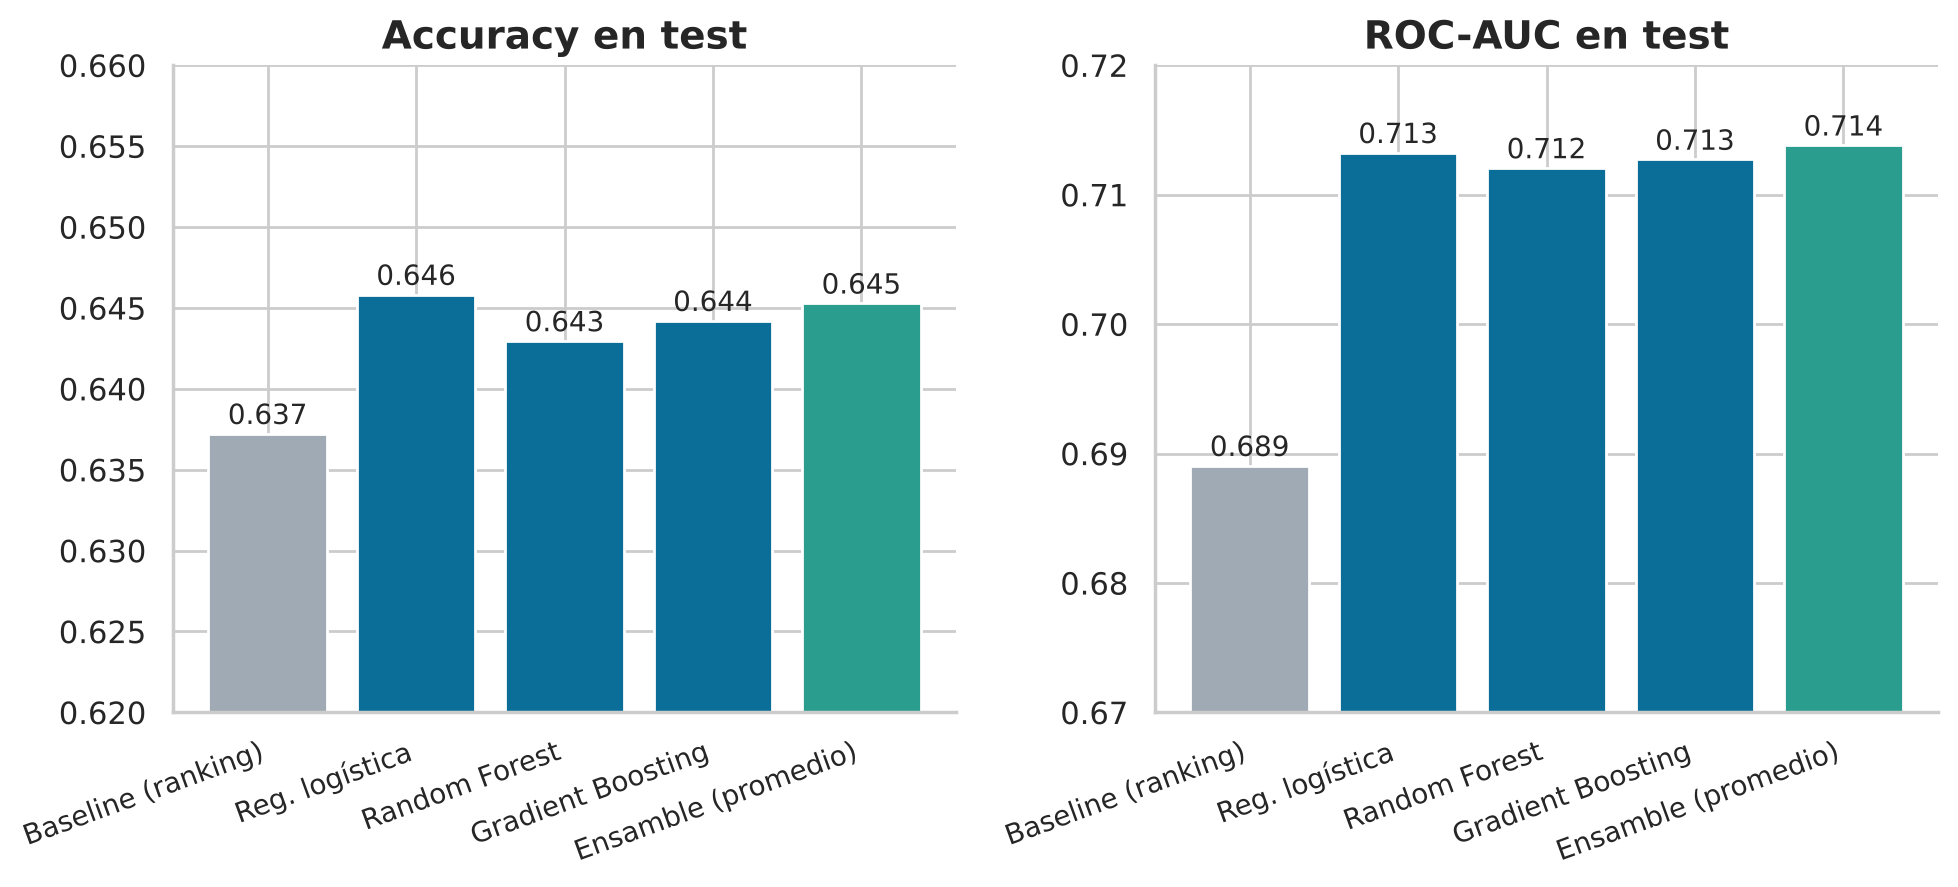 Accuracy en test
0.660
0.655
0.650
0.645
0.640
0.635
0.630
0.625
0.620
0.637
0.646
0.643
0.644
0.645
Baseline (ranking)
Reg. logística
Random Forest
Gradient Boosting
Ensamble (promedio)
ROC-AUC en test
0.72
0.71
0.70
0.69
0.68
0.67
0.689
0.713
0.712
0.713
0.714
Baseline (ranking)
Reg. logística
Random Forest
Gradient Boosting
Ensamble (promedio)